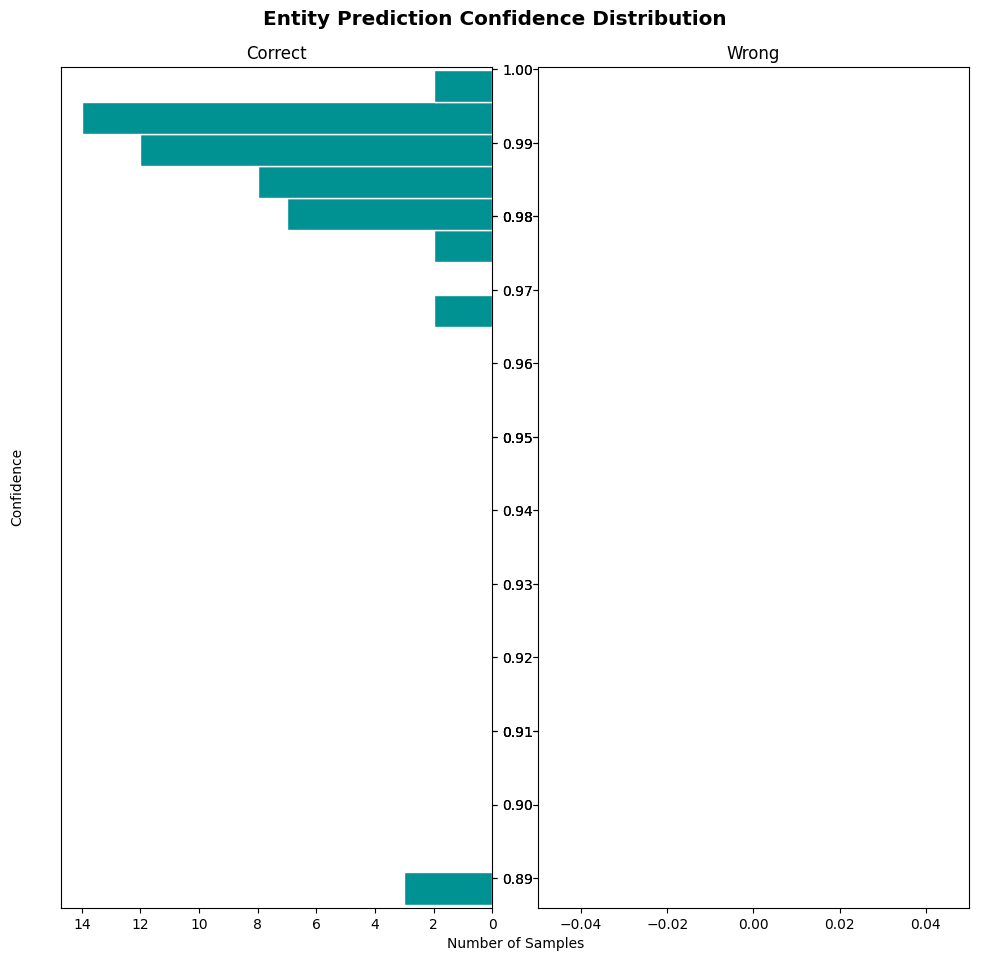 Entity Prediction Confidence Distribution
Correct
Wrong
1.00
0.99
0.98
0.97
0.96
0.95
0.94
0.93
0.92
0.91
0.90
0.89
Confidence
14 12 10 8 6 4 2 0
−0.04 −0.02 0.00 0.02 0.04
Number of Samples